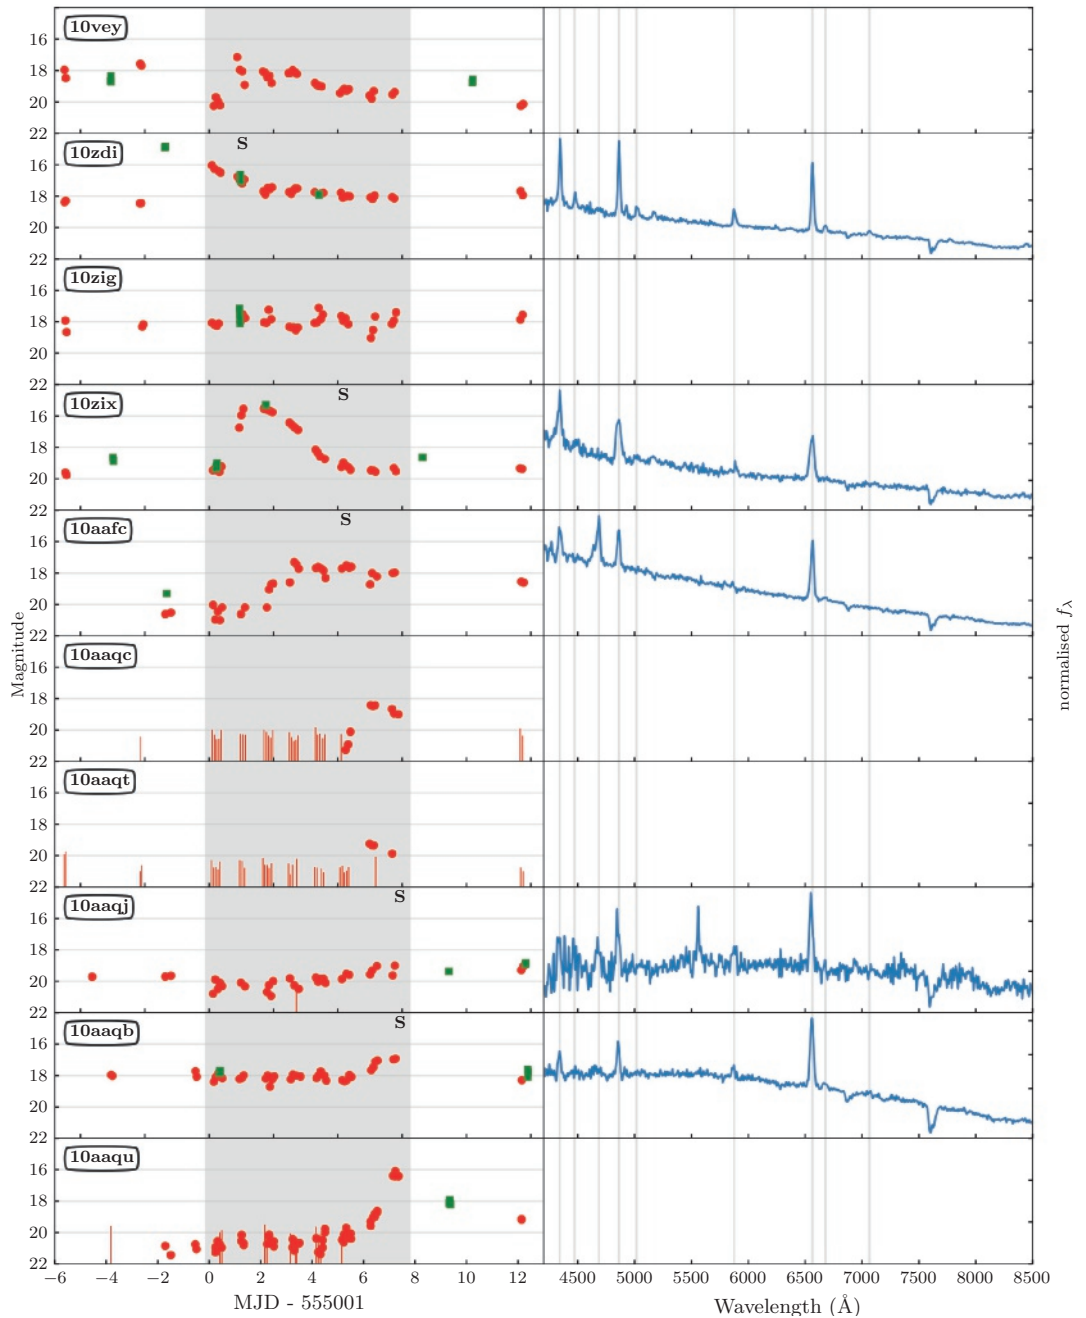 10vey
16
18
20
22
S
10zdi
16
18
20
22
10zig
16
18
20
22
S
10zix
16
18
20
22
S
10aafc
16
18
20
22
10aaqc
16
18
20
22
10aaqt
16
18
20
22
S
10aaqj
16
18
20
22
S
10aaqb
16
18
20
22
10aaqu
16
18
20
22
Magnitude
normalised fλ
−6 −4 −2 0 2 4 6 8 10 12 4500 5000 5500 6000 6500 7000 7500 8000 8500
MJD - 555001 Wavelength (Å)